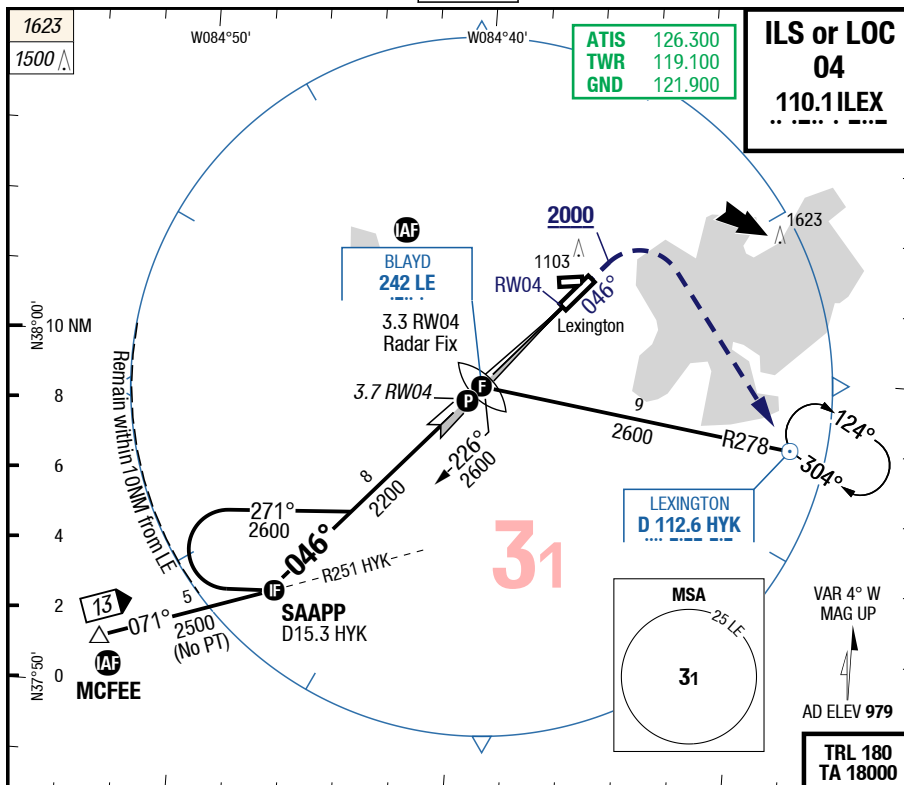 1623
1500
W084°50'
W084°40'
ATIS 126.300
TWR 119.100
GND 121.900
ILS or LOC
04
110.1 ILEX
IAF
BLAYD
242 LE
2000
1623
1103
RW04
046°
Lexington
N38°00'
10 NM
3.3 RW04
Radar Fix
3.7 RW04
F
P
8
Remain within 10NM from LE
9
2600
R278
124°
304°
226°
2600
8
2200
6
271°
2600
046°
LEXINGTON
D 112.6 HYK
4
31
R251 HYK
IF
SAAPP
D15.3 HYK
13
5
071°
2500
(No PT)
2
IAF
MCFEE
N37°50'
0
MSA
25 LE
31
VAR 4° W
MAG UP
AD ELEV 979
TRL 180
TA 18000